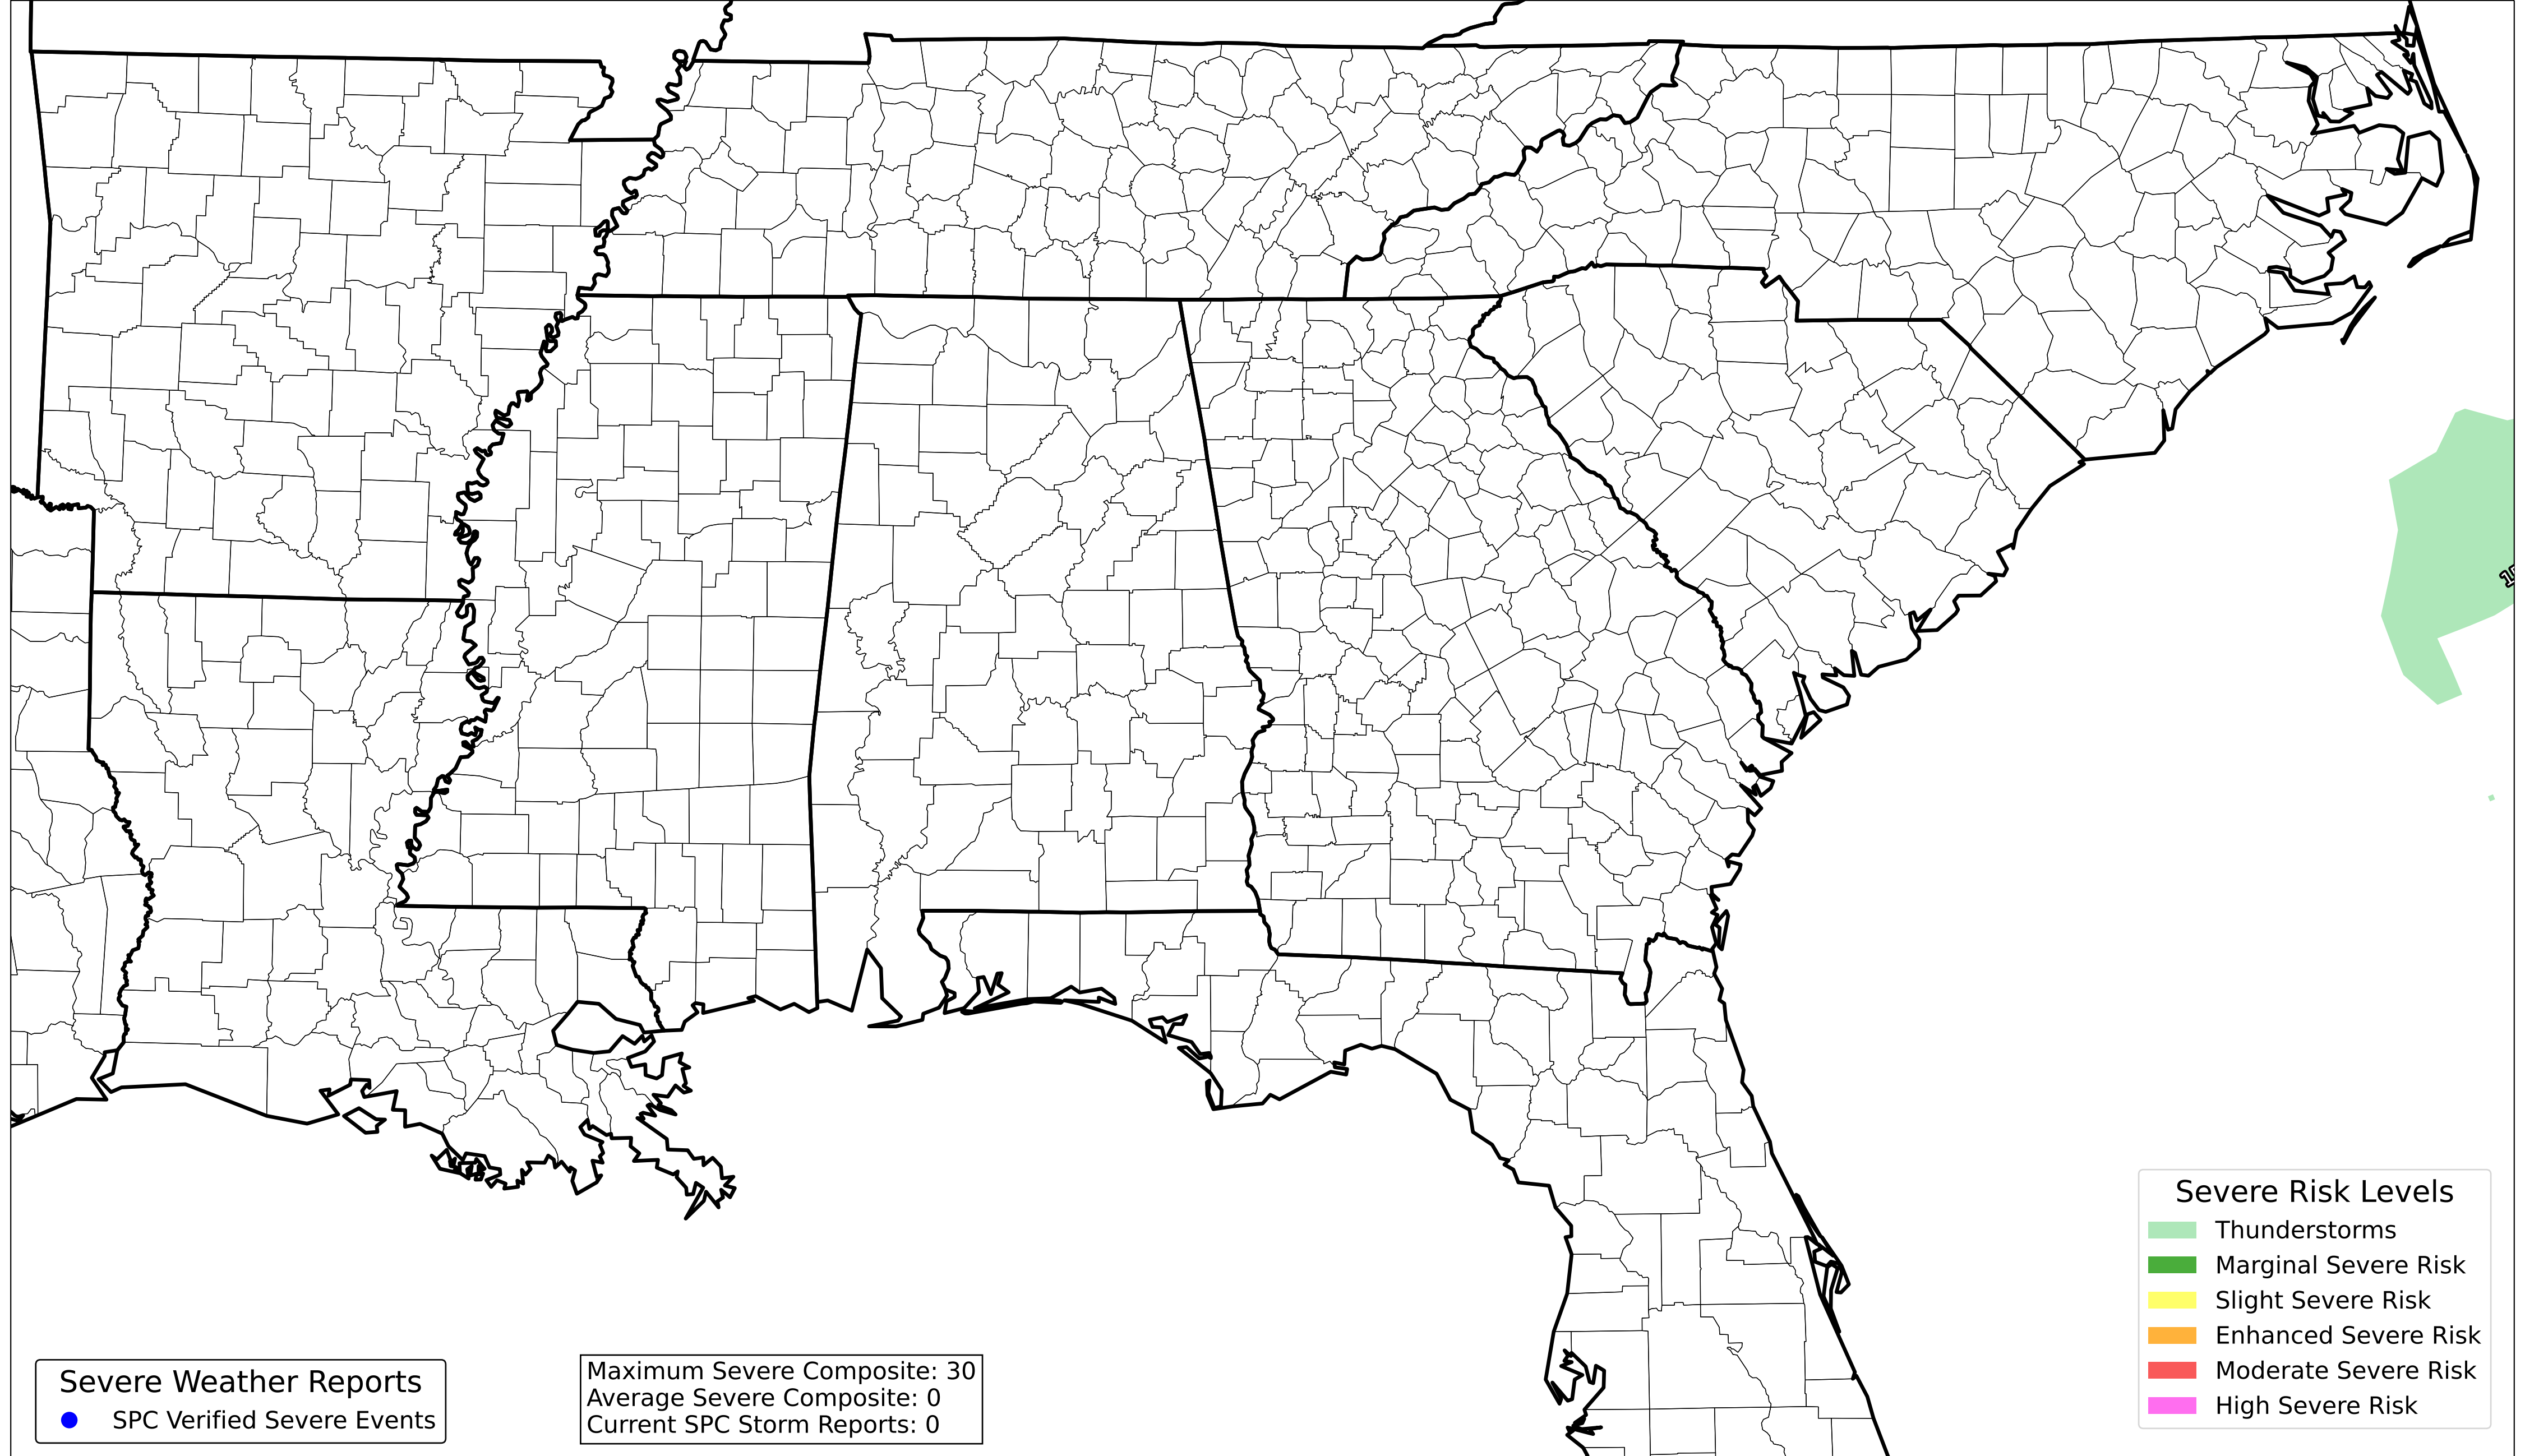 Severe Risk Levels
Thunderstorms
Marginal Severe Risk
Slight Severe Risk
Enhanced Severe Risk
Moderate Severe Risk
High Severe Risk
Severe Weather Reports
SPC Verified Severe Events
Maximum Severe Composite: 30
Average Severe Composite: 0
Current SPC Storm Reports: 0